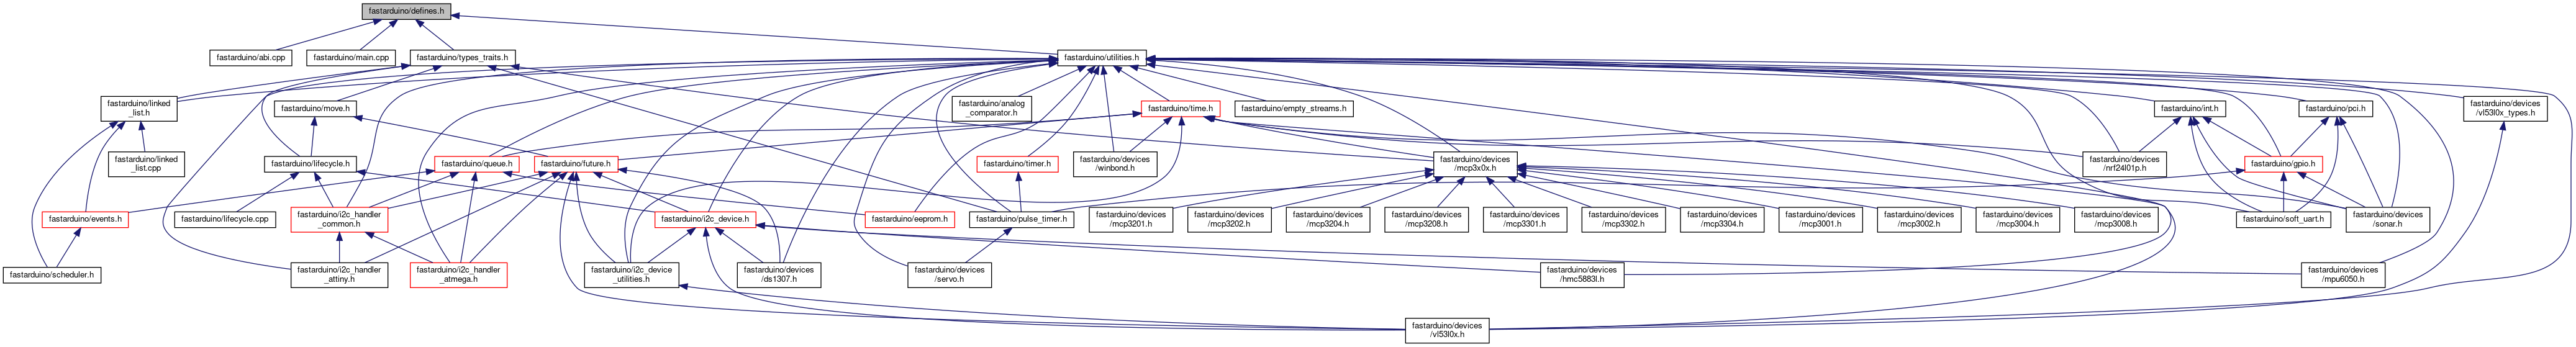 fastarduino/defines.h
fastarduino/abi.cpp
fastarduino/main.cpp
fastarduino/types_traits.h
fastarduino/utilities.h
fastarduino/linked
_list.h
fastarduino/move.h
fastarduino/analog
_comparator.h
fastarduino/time.h
fastarduino/empty_streams.h
fastarduino/int.h
fastarduino/pci.h
fastarduino/devices
/vl53l0x_types.h
fastarduino/linked
_list.cpp
fastarduino/lifecycle.h
fastarduino/queue.h
fastarduino/future.h
fastarduino/timer.h
fastarduino/devices
/winbond.h
fastarduino/devices
/mcp3x0x.h
fastarduino/devices
/nrf24l01p.h
fastarduino/gpio.h
fastarduino/events.h
fastarduino/lifecycle.cpp
fastarduino/i2c_handler
_common.h
fastarduino/i2c_device.h
fastarduino/eeprom.h
fastarduino/pulse_timer.h
fastarduino/devices
/mcp3201.h
fastarduino/devices
/mcp3202.h
fastarduino/devices
/mcp3204.h
fastarduino/devices
/mcp3208.h
fastarduino/devices
/mcp3301.h
fastarduino/devices
/mcp3302.h
fastarduino/devices
/mcp3304.h
fastarduino/devices
/mcp3001.h
fastarduino/devices
/mcp3002.h
fastarduino/devices
/mcp3004.h
fastarduino/devices
/mcp3008.h
fastarduino/soft_uart.h
fastarduino/devices
/sonar.h
fastarduino/scheduler.h
fastarduino/i2c_handler
_attiny.h
fastarduino/i2c_handler
_atmega.h
fastarduino/i2c_device
_utilities.h
fastarduino/devices
/ds1307.h
fastarduino/devices
/servo.h
fastarduino/devices
/hmc5883l.h
fastarduino/devices
/mpu6050.h
fastarduino/devices
/vl53l0x.h